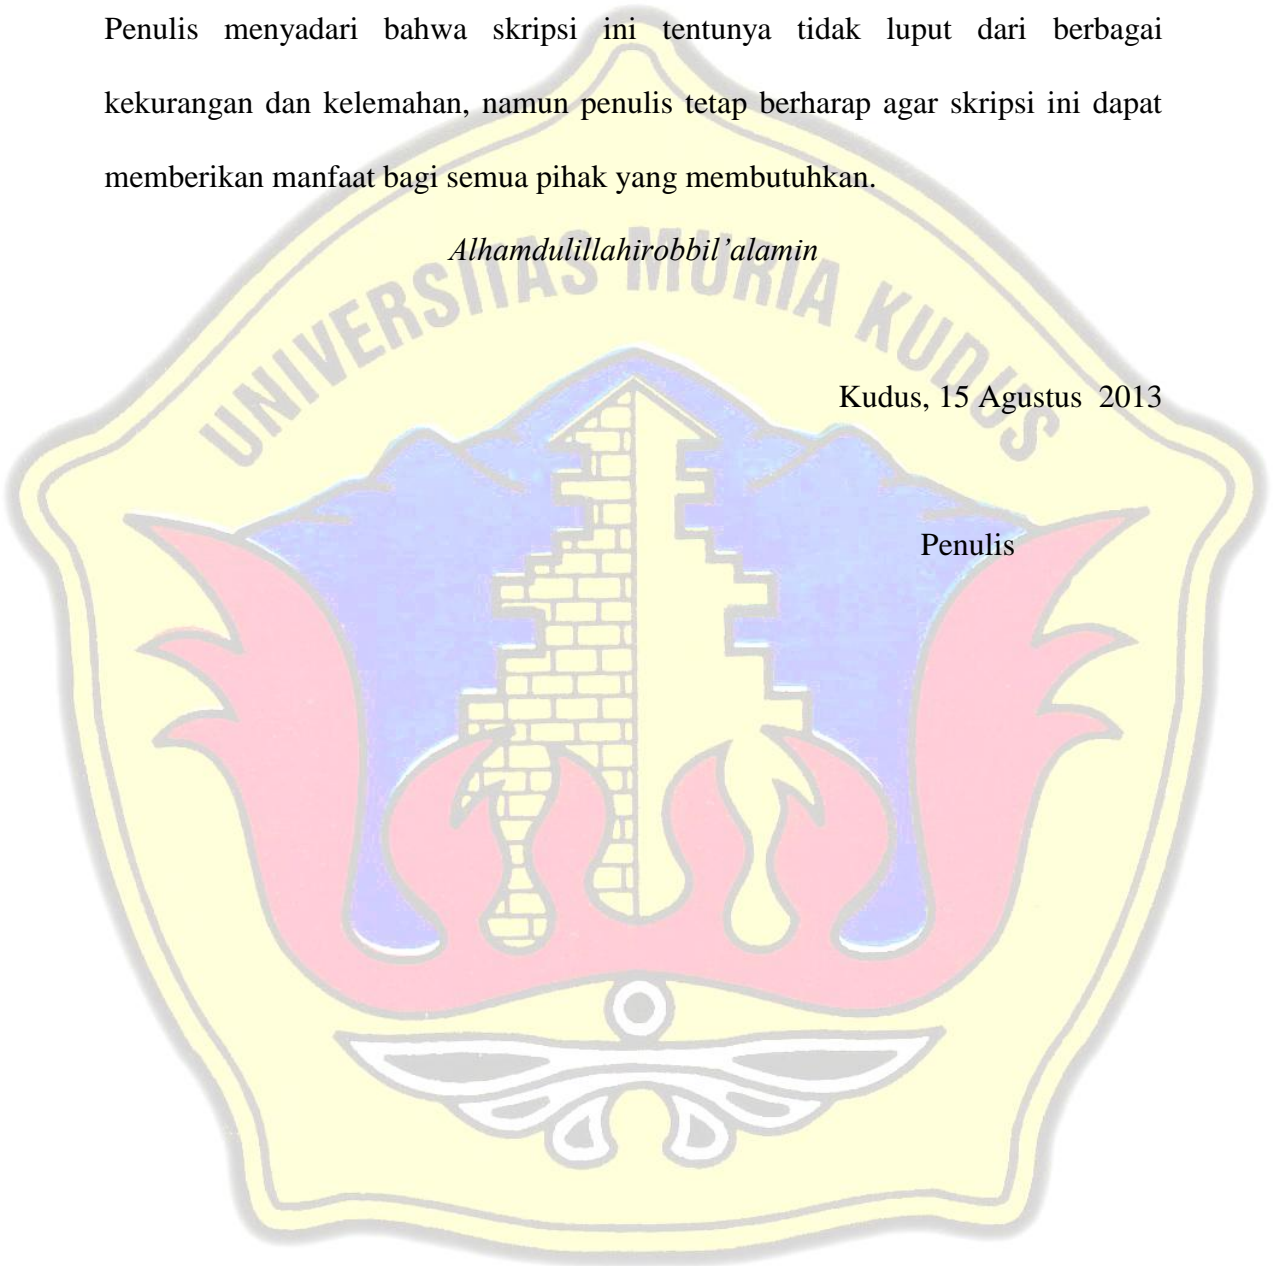 Penulis menyadari bahwa skripsi ini tentunya tidak luput dari berbagai
kekurangan dan kelemahan, namun penulis tetap berharap agar skripsi ini dapat
memberikan manfaat bagi semua pihak yang membutuhkan.
Alhamdulillahirobbil’alamin
UNIVERSITAS MURIA KUDUS
Kudus, 15 Agustus  2013
Penulis